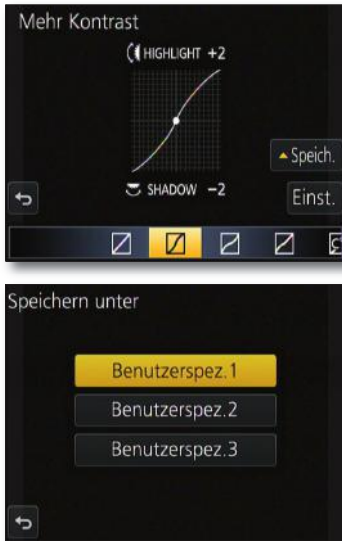 Mehr Kontrast
HIGHLIGHT +2
Speich.
SHADOW −2
Einst.
Speichern unter
Benutzerspez.1
Benutzerspez.2
Benutzerspez.3